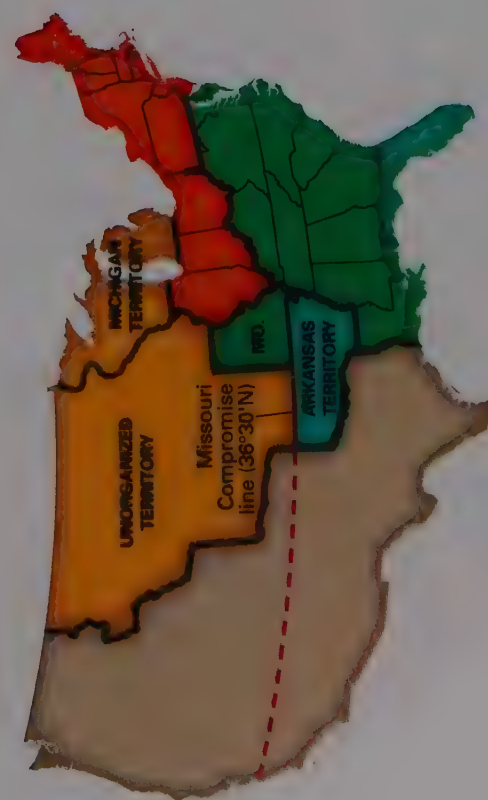 MICHIGAN
TERRITORY
UNORGANIZED
TERRITORY
MO.
Missouri
Compromise
line (36°30'N)
ARKANSAS
TERRITORY